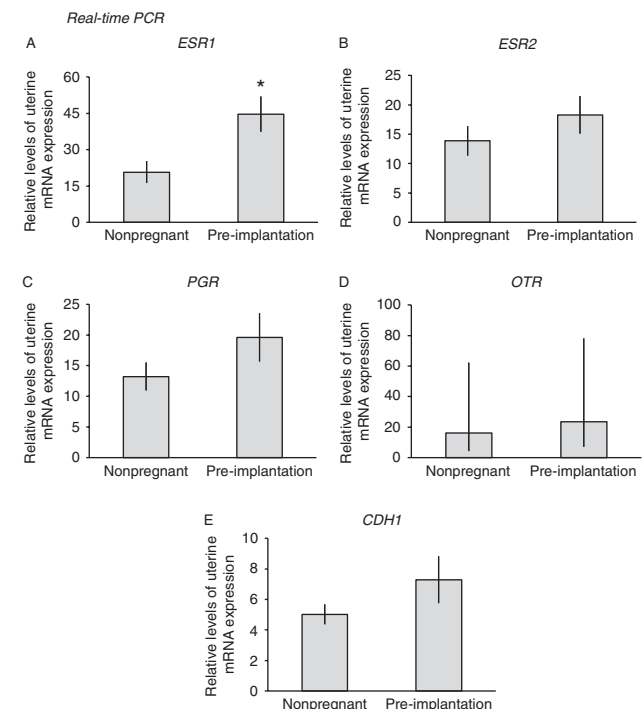 Real-time PCR
A
ESR1
Relative levels of uterine
mRNA expression
60
45
30
15
0
*
Nonpregnant Pre-implantation
B
ESR2
Relative levels of uterine
mRNA expression
25
20
15
10
5
0
Nonpregnant Pre-implantation
C
PGR
Relative levels of uterine
mRNA expression
25
20
15
10
5
0
Nonpregnant Pre-implantation
D
OTR
Relative levels of uterine
mRNA expression
100
80
60
40
20
0
Nonpregnant Pre-implantation
E
CDH1
Relative levels of uterine
mRNA expression
10
8
6
4
2
0
Nonpregnant Pre-implantation